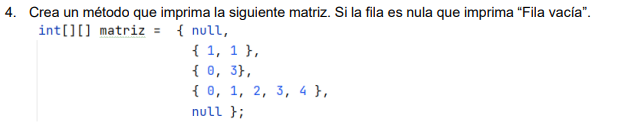 4. Crea un método que imprima la siguiente matriz. Si la fila es nula que imprima “Fila vacía”.
int[][] matriz = { null,
{ 1, 1 },
{ 0, 3},
{ 0, 1, 2, 3, 4 },
null };